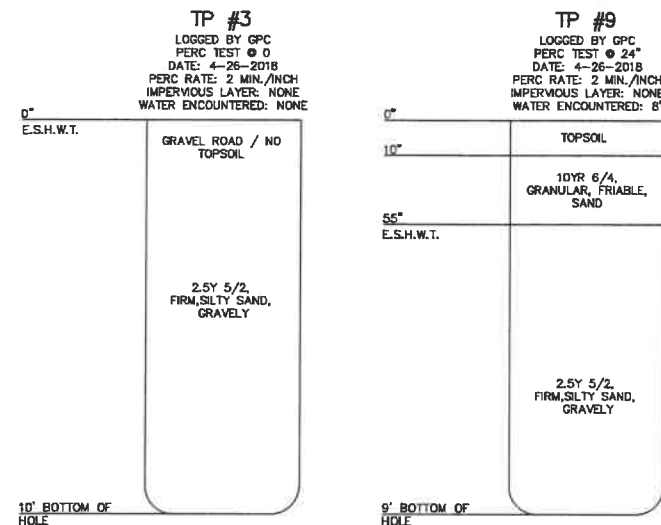 TP #3
LOGGED BY GPC
PERC TEST @ 0
DATE: 4-26-2018
PERC RATE: 2 MIN./INCH
IMPERVIOUS LAYER: NONE
WATER ENCOUNTERED: NONE
0"
E.S.H.W.T.
GRAVEL ROAD / NO
TOPSOIL
2.5Y 5/2,
FIRM,SILTY SAND,
GRAVELY
10' BOTTOM OF
HOLE
TP #9
LOGGED BY GPC
PERC TEST @ 24"
DATE: 4-26-2018
PERC RATE: 2 MIN./INCH
IMPERVIOUS LAYER: NONE
WATER ENCOUNTERED: 8'
0"
TOPSOIL
10"
10YR 6/4,
GRANULAR, FRIABLE,
SAND
55"
E.S.H.W.T.
2.5Y 5/2,
FIRM,SILTY SAND,
GRAVELY
9' BOTTOM OF
HOLE